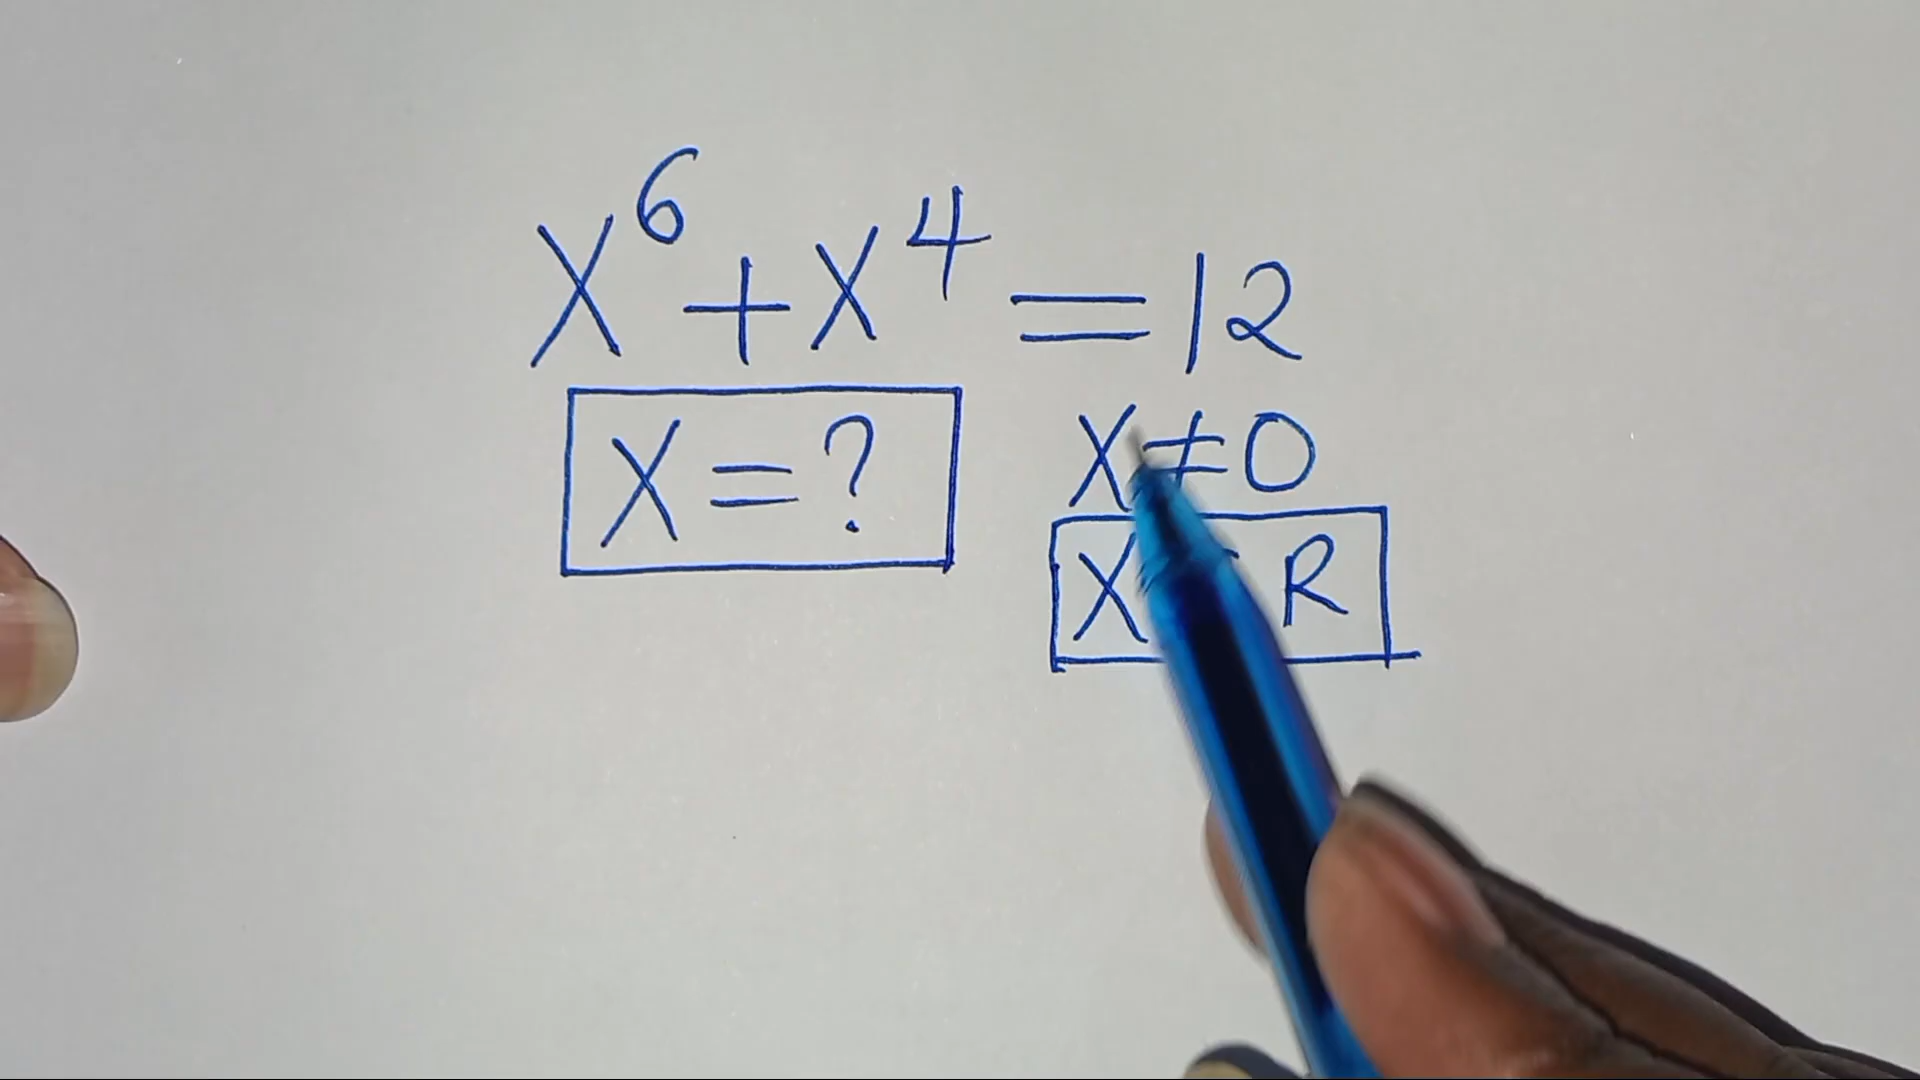 X⁶ + X⁴ = 12
X = ?
X ≠ 0
X R